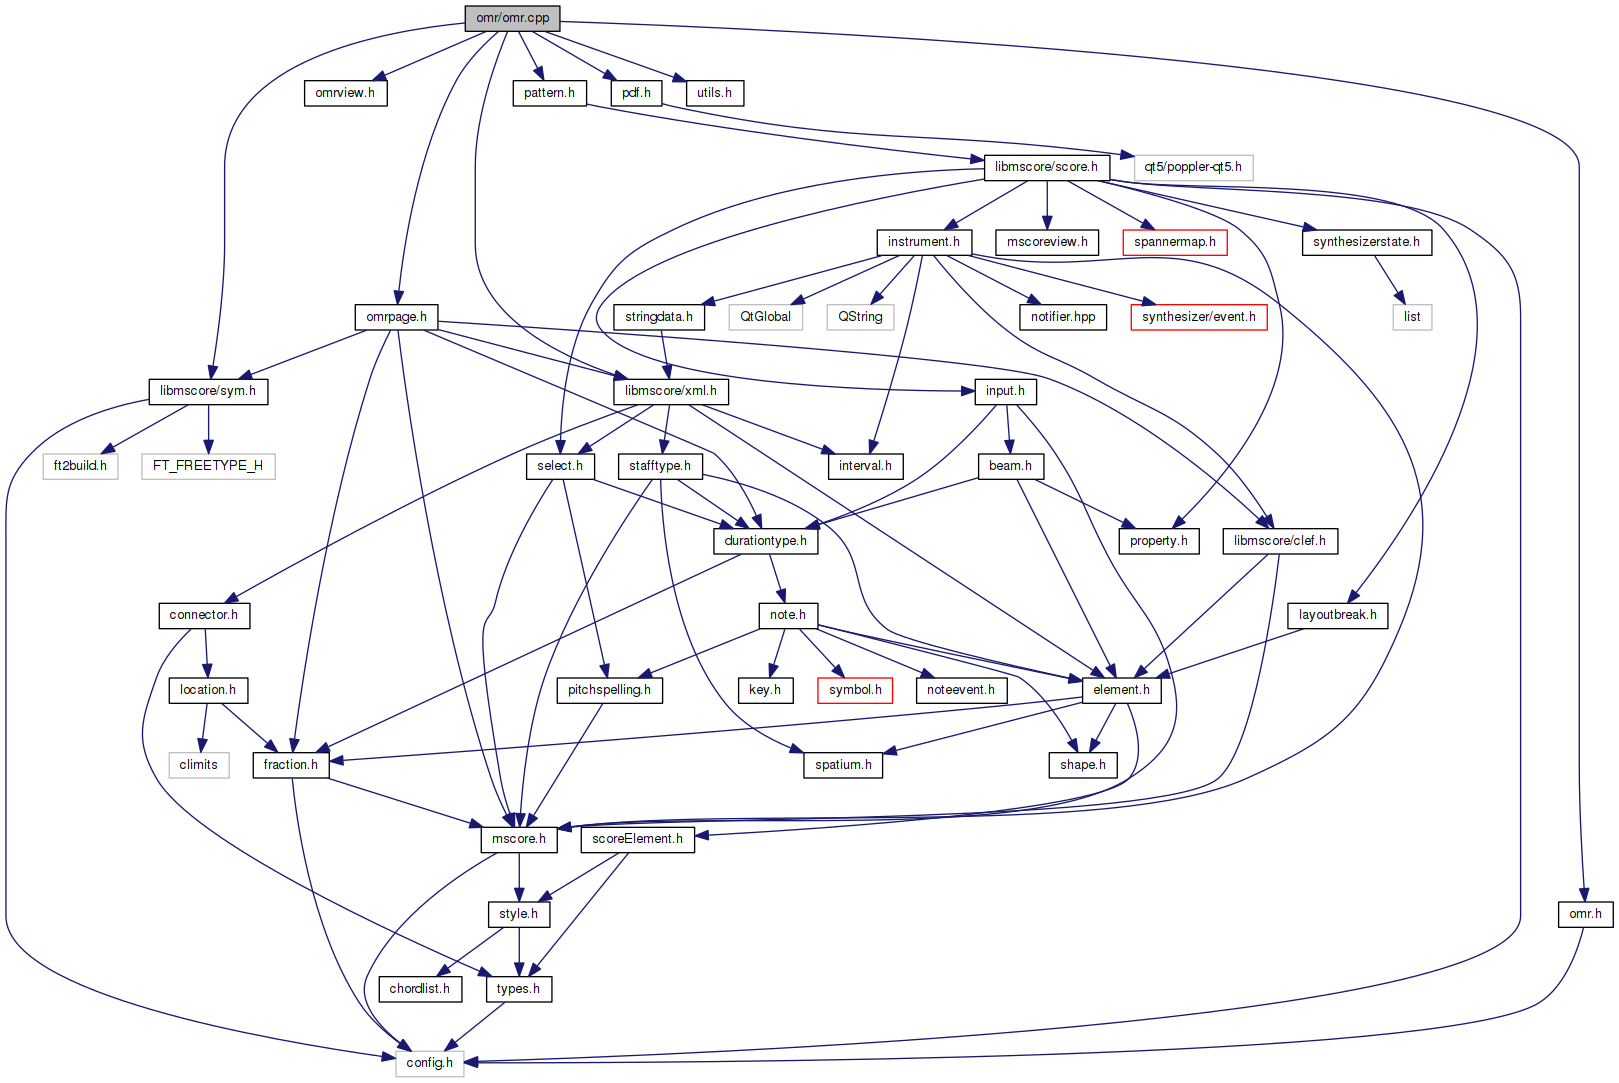 omr/omr.cpp
omrview.h
pattern.h
pdf.h
utils.h
libmscore/score.h
qt5/poppler-qt5.h
instrument.h
mscoreview.h
spannermap.h
synthesizerstate.h
omrpage.h
stringdata.h
QtGlobal
QString
notifier.hpp
synthesizer/event.h
list
libmscore/sym.h
libmscore/xml.h
input.h
ft2build.h
FT_FREETYPE_H
select.h
stafftype.h
interval.h
beam.h
durationtype.h
property.h
libmscore/clef.h
connector.h
note.h
layoutbreak.h
location.h
pitchspelling.h
key.h
symbol.h
noteevent.h
element.h
climits
fraction.h
spatium.h
shape.h
mscore.h
scoreElement.h
style.h
omr.h
chordlist.h
types.h
config.h